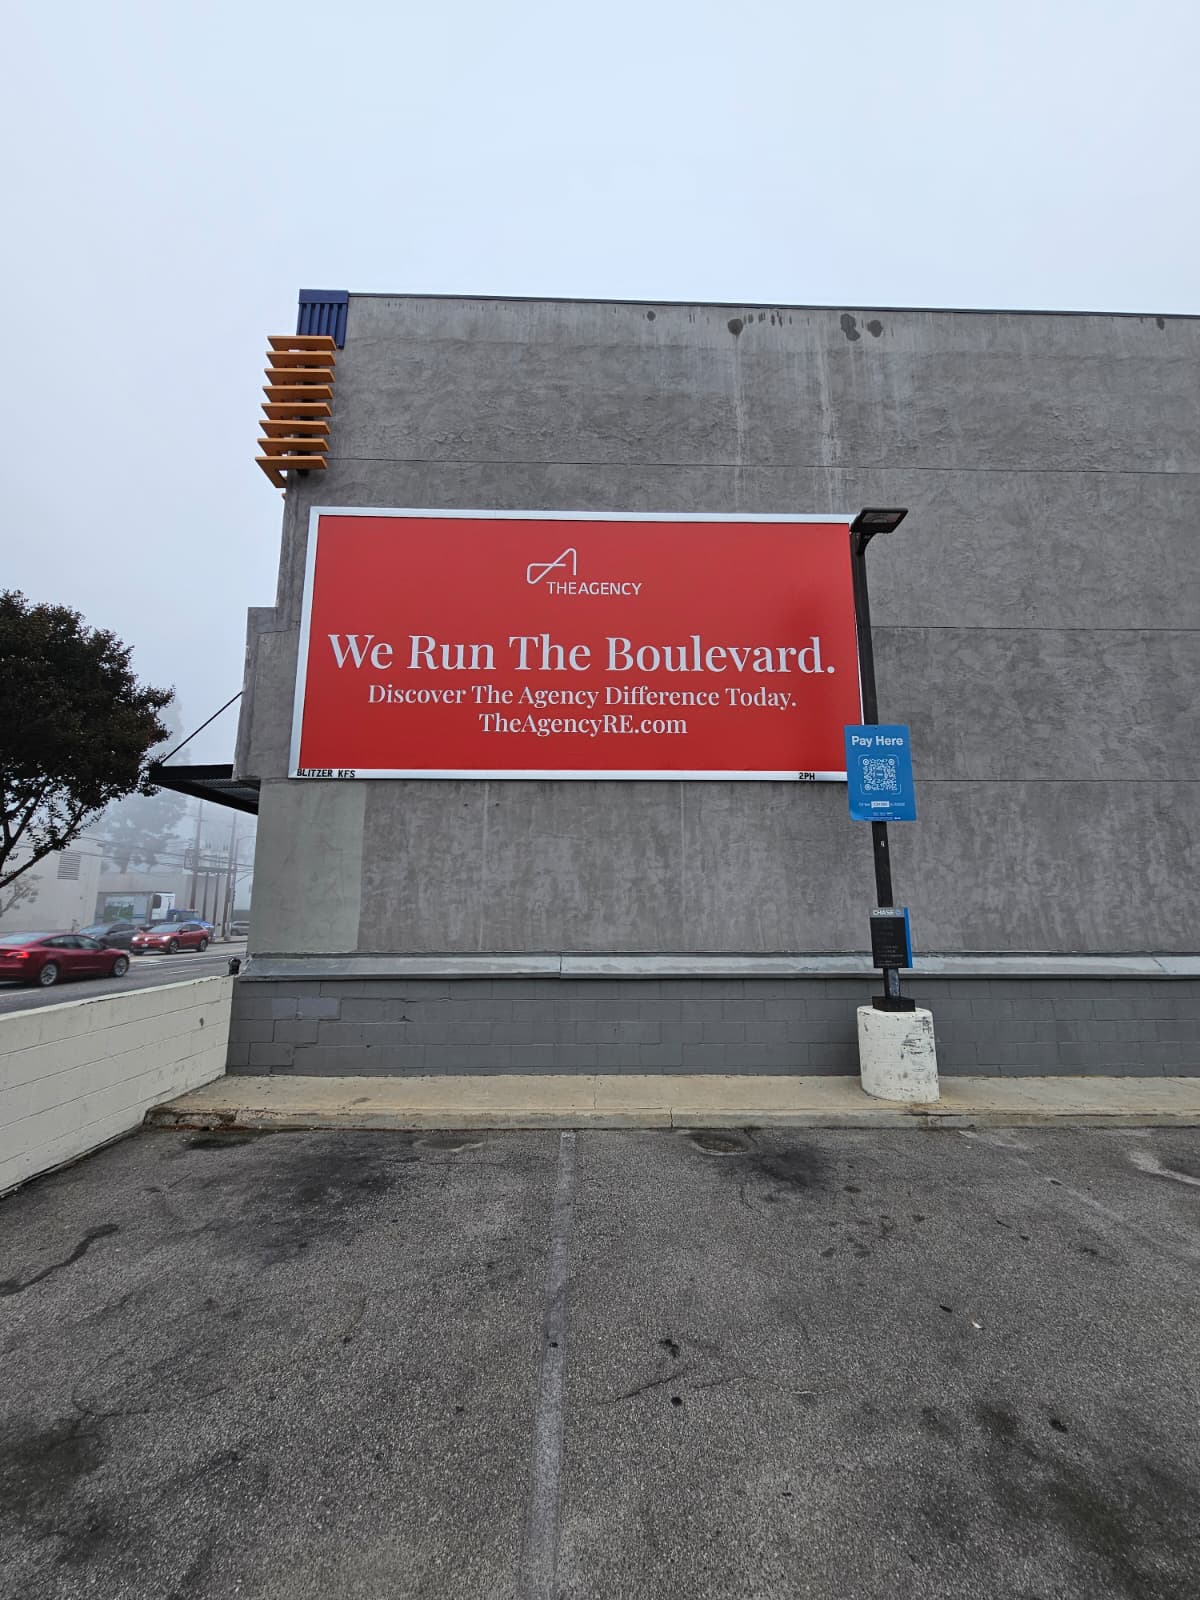 THEAGENCY
We Run The Boulevard.
Discover The Agency Difference Today.
TheAgencyRE.com
BLITZER KFS
2PH
Pay Here
CHASE